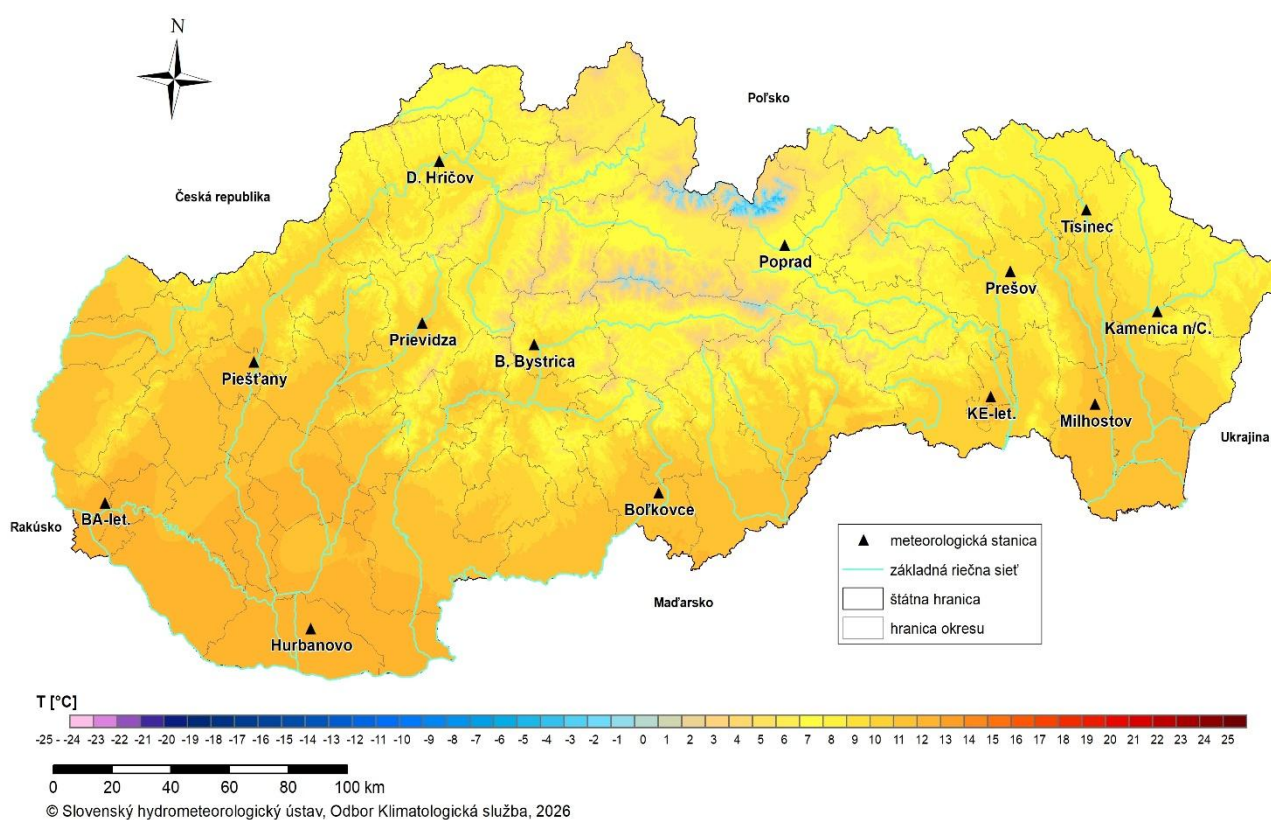 N
Poľsko
Česká republika
D. Hričov
Tisinec
Poprad
Prešov
Kamenica n/C.
Prievidza
B. Bystrica
Piešťany
KE-let.
Milhostov
Ukrajina
Boľkovce
BA-let.
Rakúsko
Maďarsko
Hurbanovo
meteorologická stanica
základná riečna sieť
štátna hranica
hranica okresu
T [°C]
-25 - -24 -23 -22 -21 -20 -19 -18 -17 -16 -15 -14 -13 -12 -11 -10 -9 -8 -7 -6 -5 -4 -3 -2 -1 0 1 2 3 4 5 6 7 8 9 10 11 12 13 14 15 16 17 18 19 20 21 22 23 24 25
0 20 40 60 80 100 km
© Slovenský hydrometeorologický ústav, Odbor Klimatologická služba, 2026